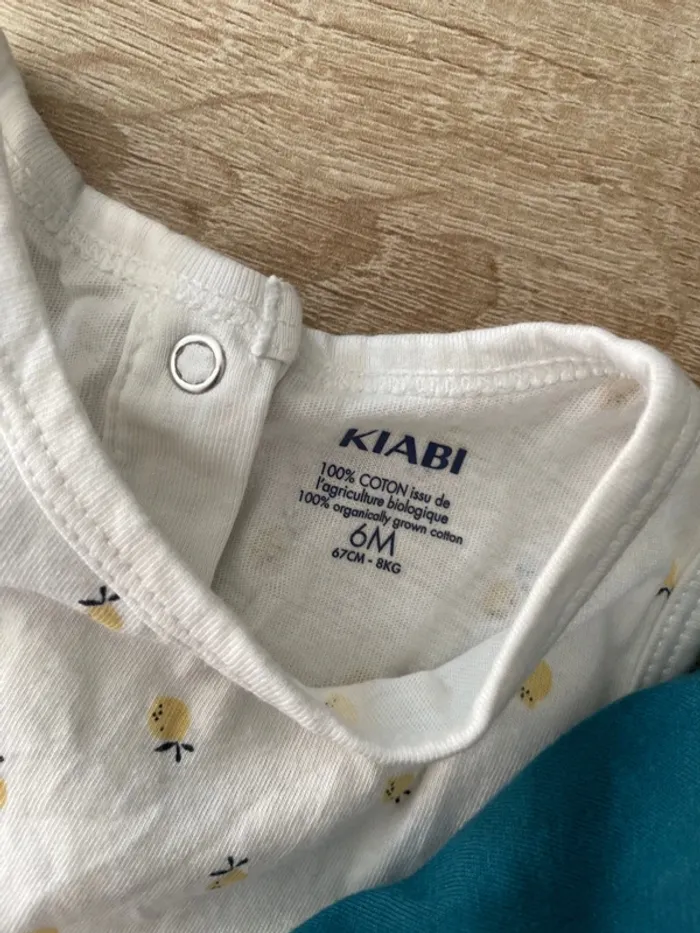 KIABI
100% COTON issu de
l'agriculture biologique
100% organically grown cotton
6M
67CM - 8KG